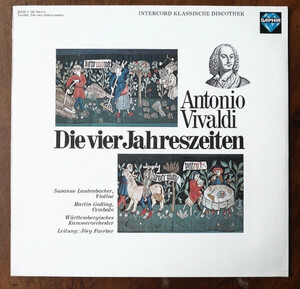 INTERCORD KLASSISCHE DISCOTHEK
SAPHIR
Antonio
Vivaldi
Die vier Jahreszeiten
Susanne Lautenbacher,
Violine
Martin Galling,
Cembalo
Württembergisches
Kammerorchester
Leitung: Jörg Faerber